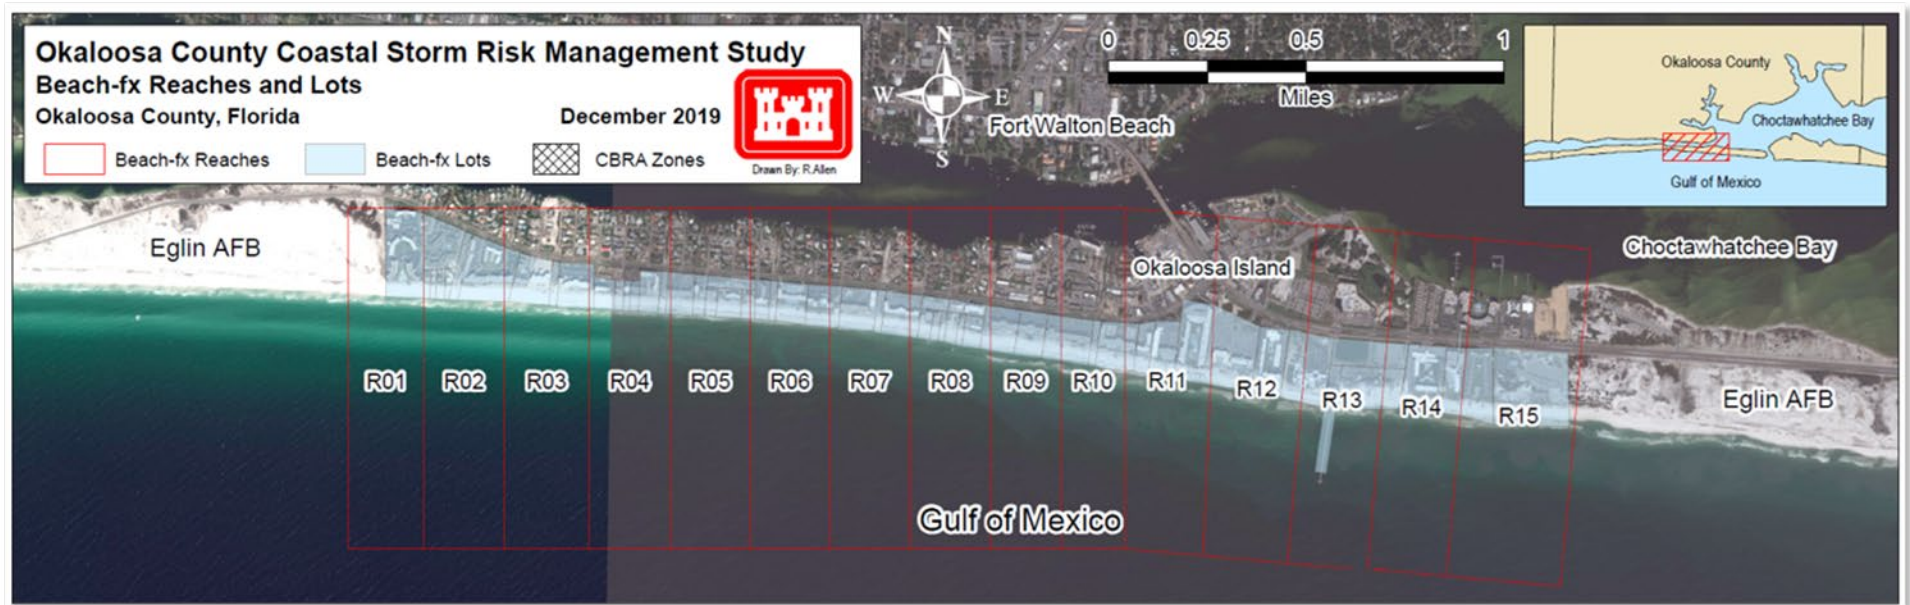 Okaloosa County Coastal Storm Risk Management Study
Beach-fx Reaches and Lots
Okaloosa County, Florida December 2019
Beach-fx Reaches Beach-fx Lots CBRA Zones
Drawn By: R.Allen
N
W E
S
0 0.25 0.5 1
Miles
Fort Walton Beach
Okaloosa County
Choctawhatchee Bay
Gulf of Mexico
Eglin AFB
Okaloosa Island
Choctawhatchee Bay
R01 R02 R03 R04 R05 R06 R07 R08 R09 R10 R11 R12 R13 R14 R15
Eglin AFB
Gulf of Mexico